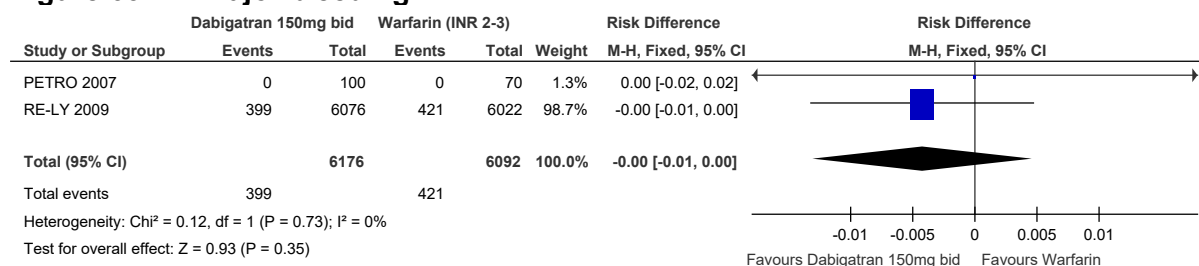 Dabigatran 150mg bid Warfarin (INR 2-3) Risk Difference Risk Difference
Study or Subgroup Events Total Events Total Weight M-H, Fixed, 95% CI M-H, Fixed, 95% CI
PETRO 2007 0 100 0 70 1.3% 0.00 [-0.02, 0.02]
RE-LY 2009 399 6076 421 6022 98.7% -0.00 [-0.01, 0.00]
Total (95% CI) 6176 6092 100.0% -0.00 [-0.01, 0.00]
Total events 399 421
Heterogeneity: Chi² = 0.12, df = 1 (P = 0.73); I² = 0%
Test for overall effect: Z = 0.93 (P = 0.35)
-0.01 -0.005 0 0.005 0.01
Favours Dabigatran 150mg bid Favours Warfarin